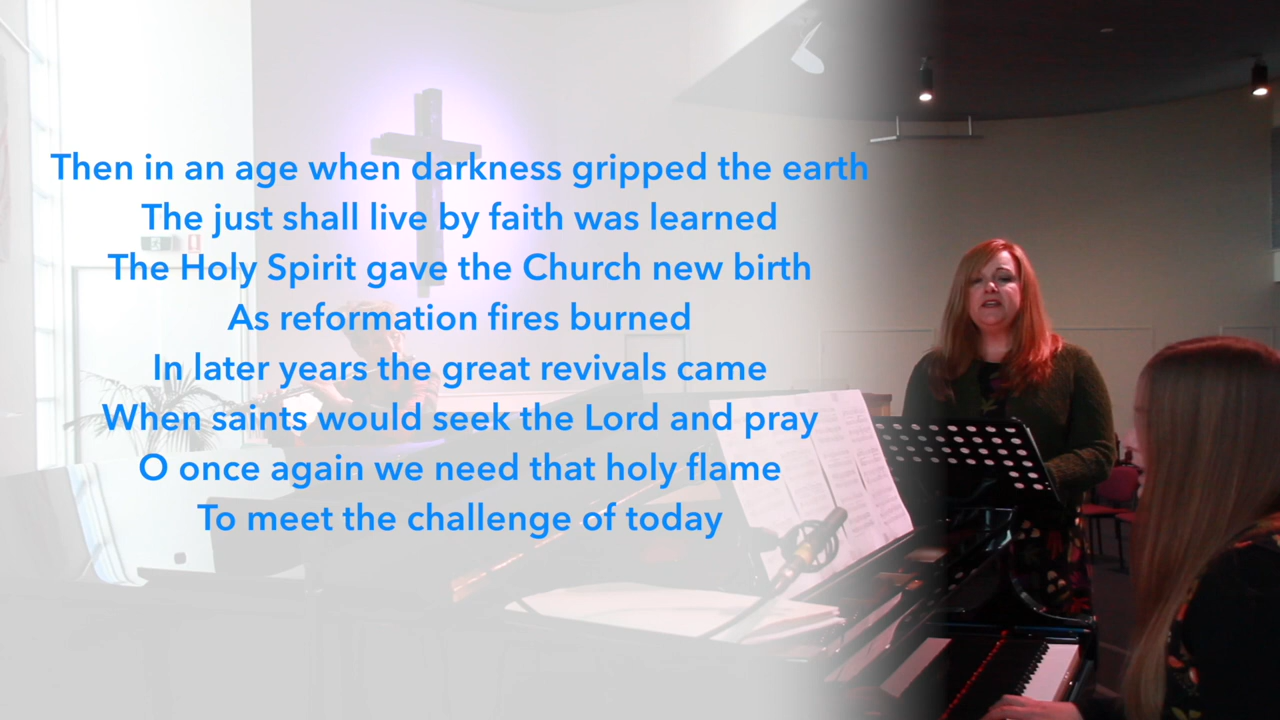 Then in an age when darkness gripped the earth
The just shall live by faith was learned
The Holy Spirit gave the Church new birth
As reformation fires burned
In later years the great revivals came
When saints would seek the Lord and pray
O once again we need that holy flame
To meet the challenge of today